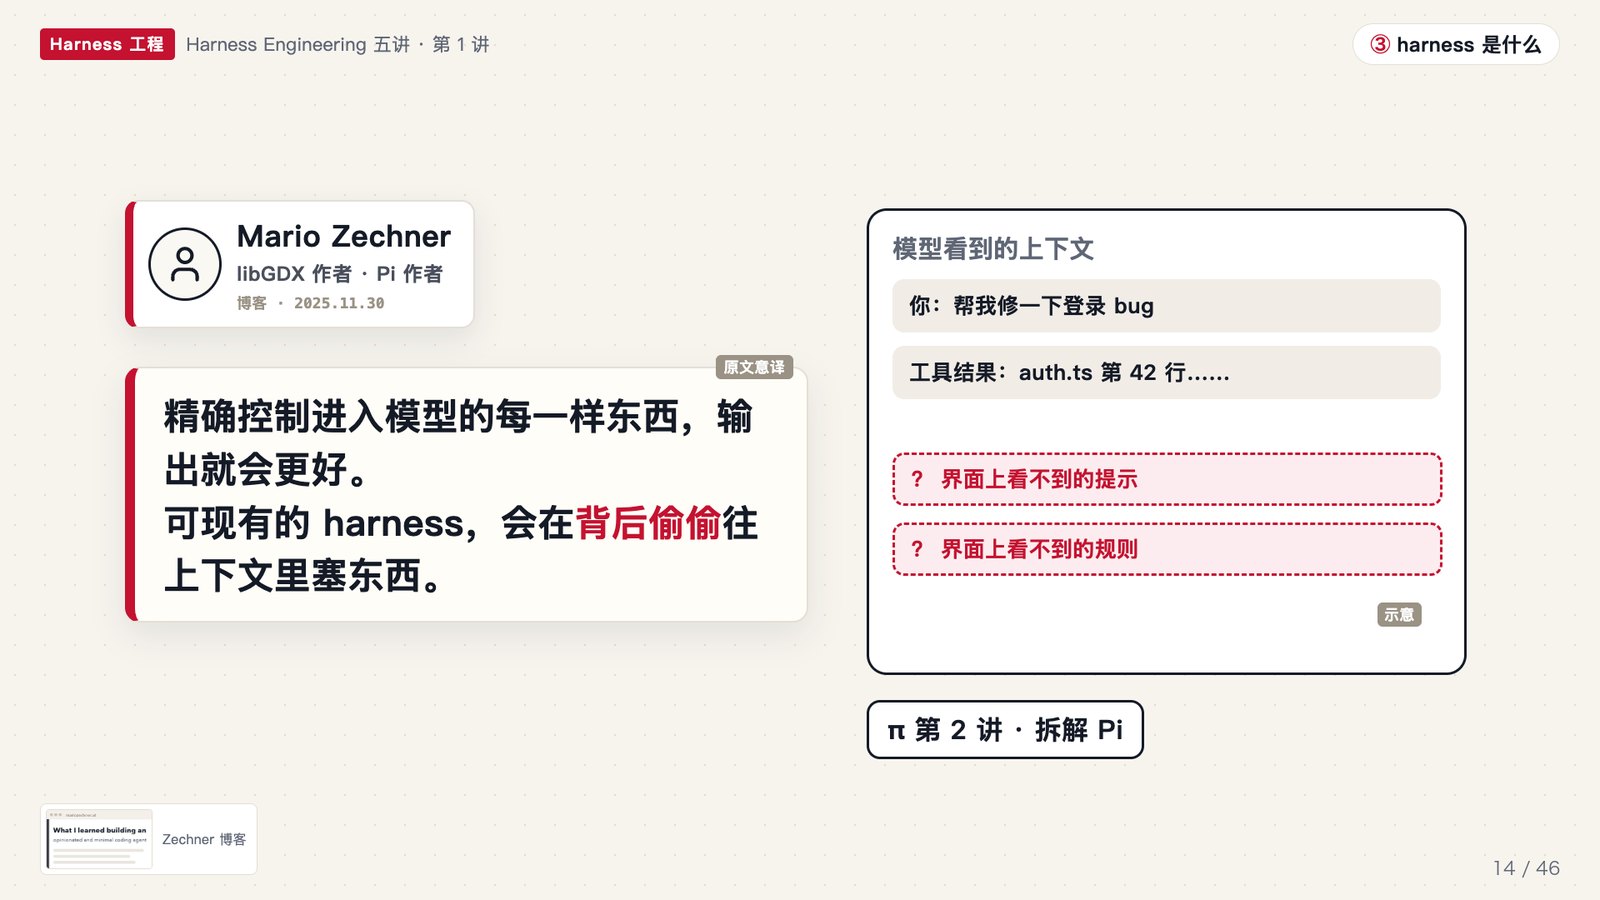 Harness 工程 Harness Engineering 五讲 · 第 1 讲
③ harness 是什么
Mario Zechner
libGDX 作者 · Pi 作者
博客 · 2025.11.30
原文意译
精确控制进入模型的每一样东西，输
出就会更好。
可现有的 harness，会在背后偷偷往
上下文里塞东西。
模型看到的上下文
你：帮我修一下登录 bug
工具结果：auth.ts 第 42 行……
? 界面上看不到的提示
? 界面上看不到的规则
示意
π 第 2 讲 · 拆解 Pi
What I learned building an
opinionated and minimal coding agent
Zechner 博客
14 / 46